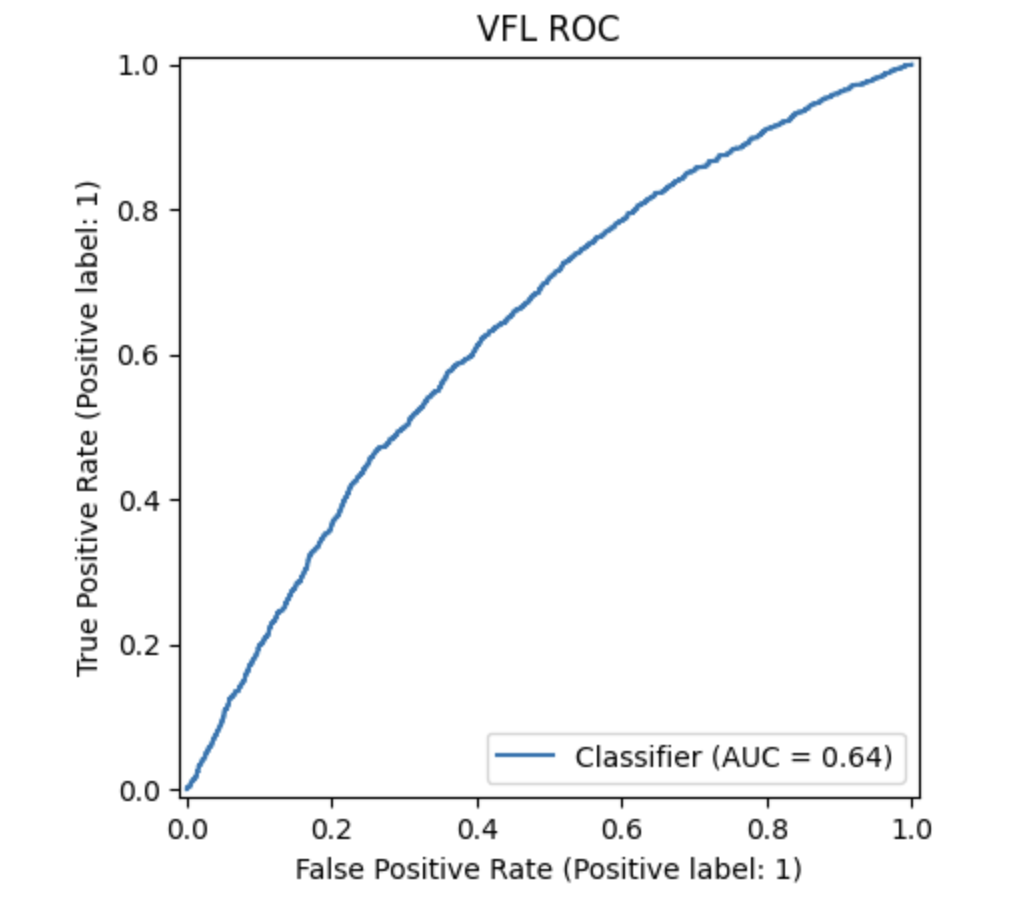 VFL ROC
1.0
0.8
0.6
0.4
0.2
0.0
True Positive Rate (Positive label: 1)
Classifier (AUC = 0.64)
0.0 0.2 0.4 0.6 0.8 1.0
False Positive Rate (Positive label: 1)